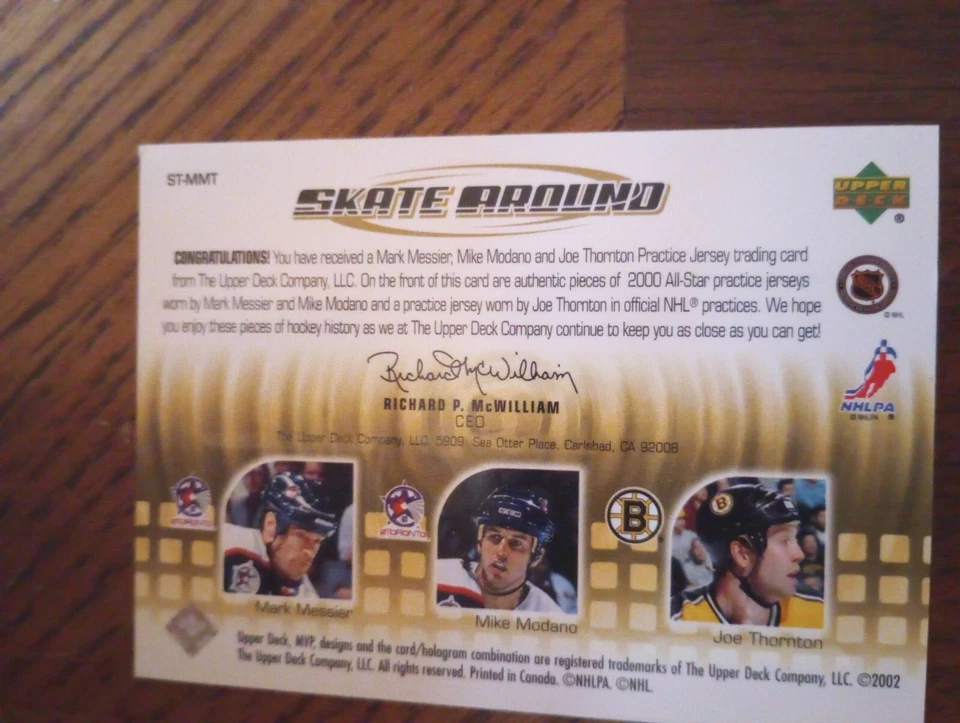 ST-MMT
SKATE AROUND
UPPER
DECK
®
CONGRATULATIONS! You have received a Mark Messier, Mike Modano and Joe Thornton Practice Jersey trading card
from The Upper Deck Company, LLC. On the front of this card are authentic pieces of 2000 All-Star practice jerseys
worn by Mark Messier and Mike Modano and a practice jersey worn by Joe Thornton in official NHL® practices. We hope
you enjoy these pieces of hockey history as we at The Upper Deck Company continue to keep you as close as you can get!
© NHL
NHLPA
© NHLPA
Richard P. McWilliam
RICHARD P. McWILLIAM
CEO
The Upper Deck Company, LLC. 5909 Sea Otter Place, Carlsbad, CA 92008
TORONTO
TORONTO
B
Mark Messier
Mike Modano
Joe Thornton
Upper Deck, MVP, designs and the card/hologram combination are registered trademarks of The Upper Deck Company, LLC. ©2002
The Upper Deck Company, LLC. All rights reserved. Printed in Canada. ©NHLPA. ©NHL.